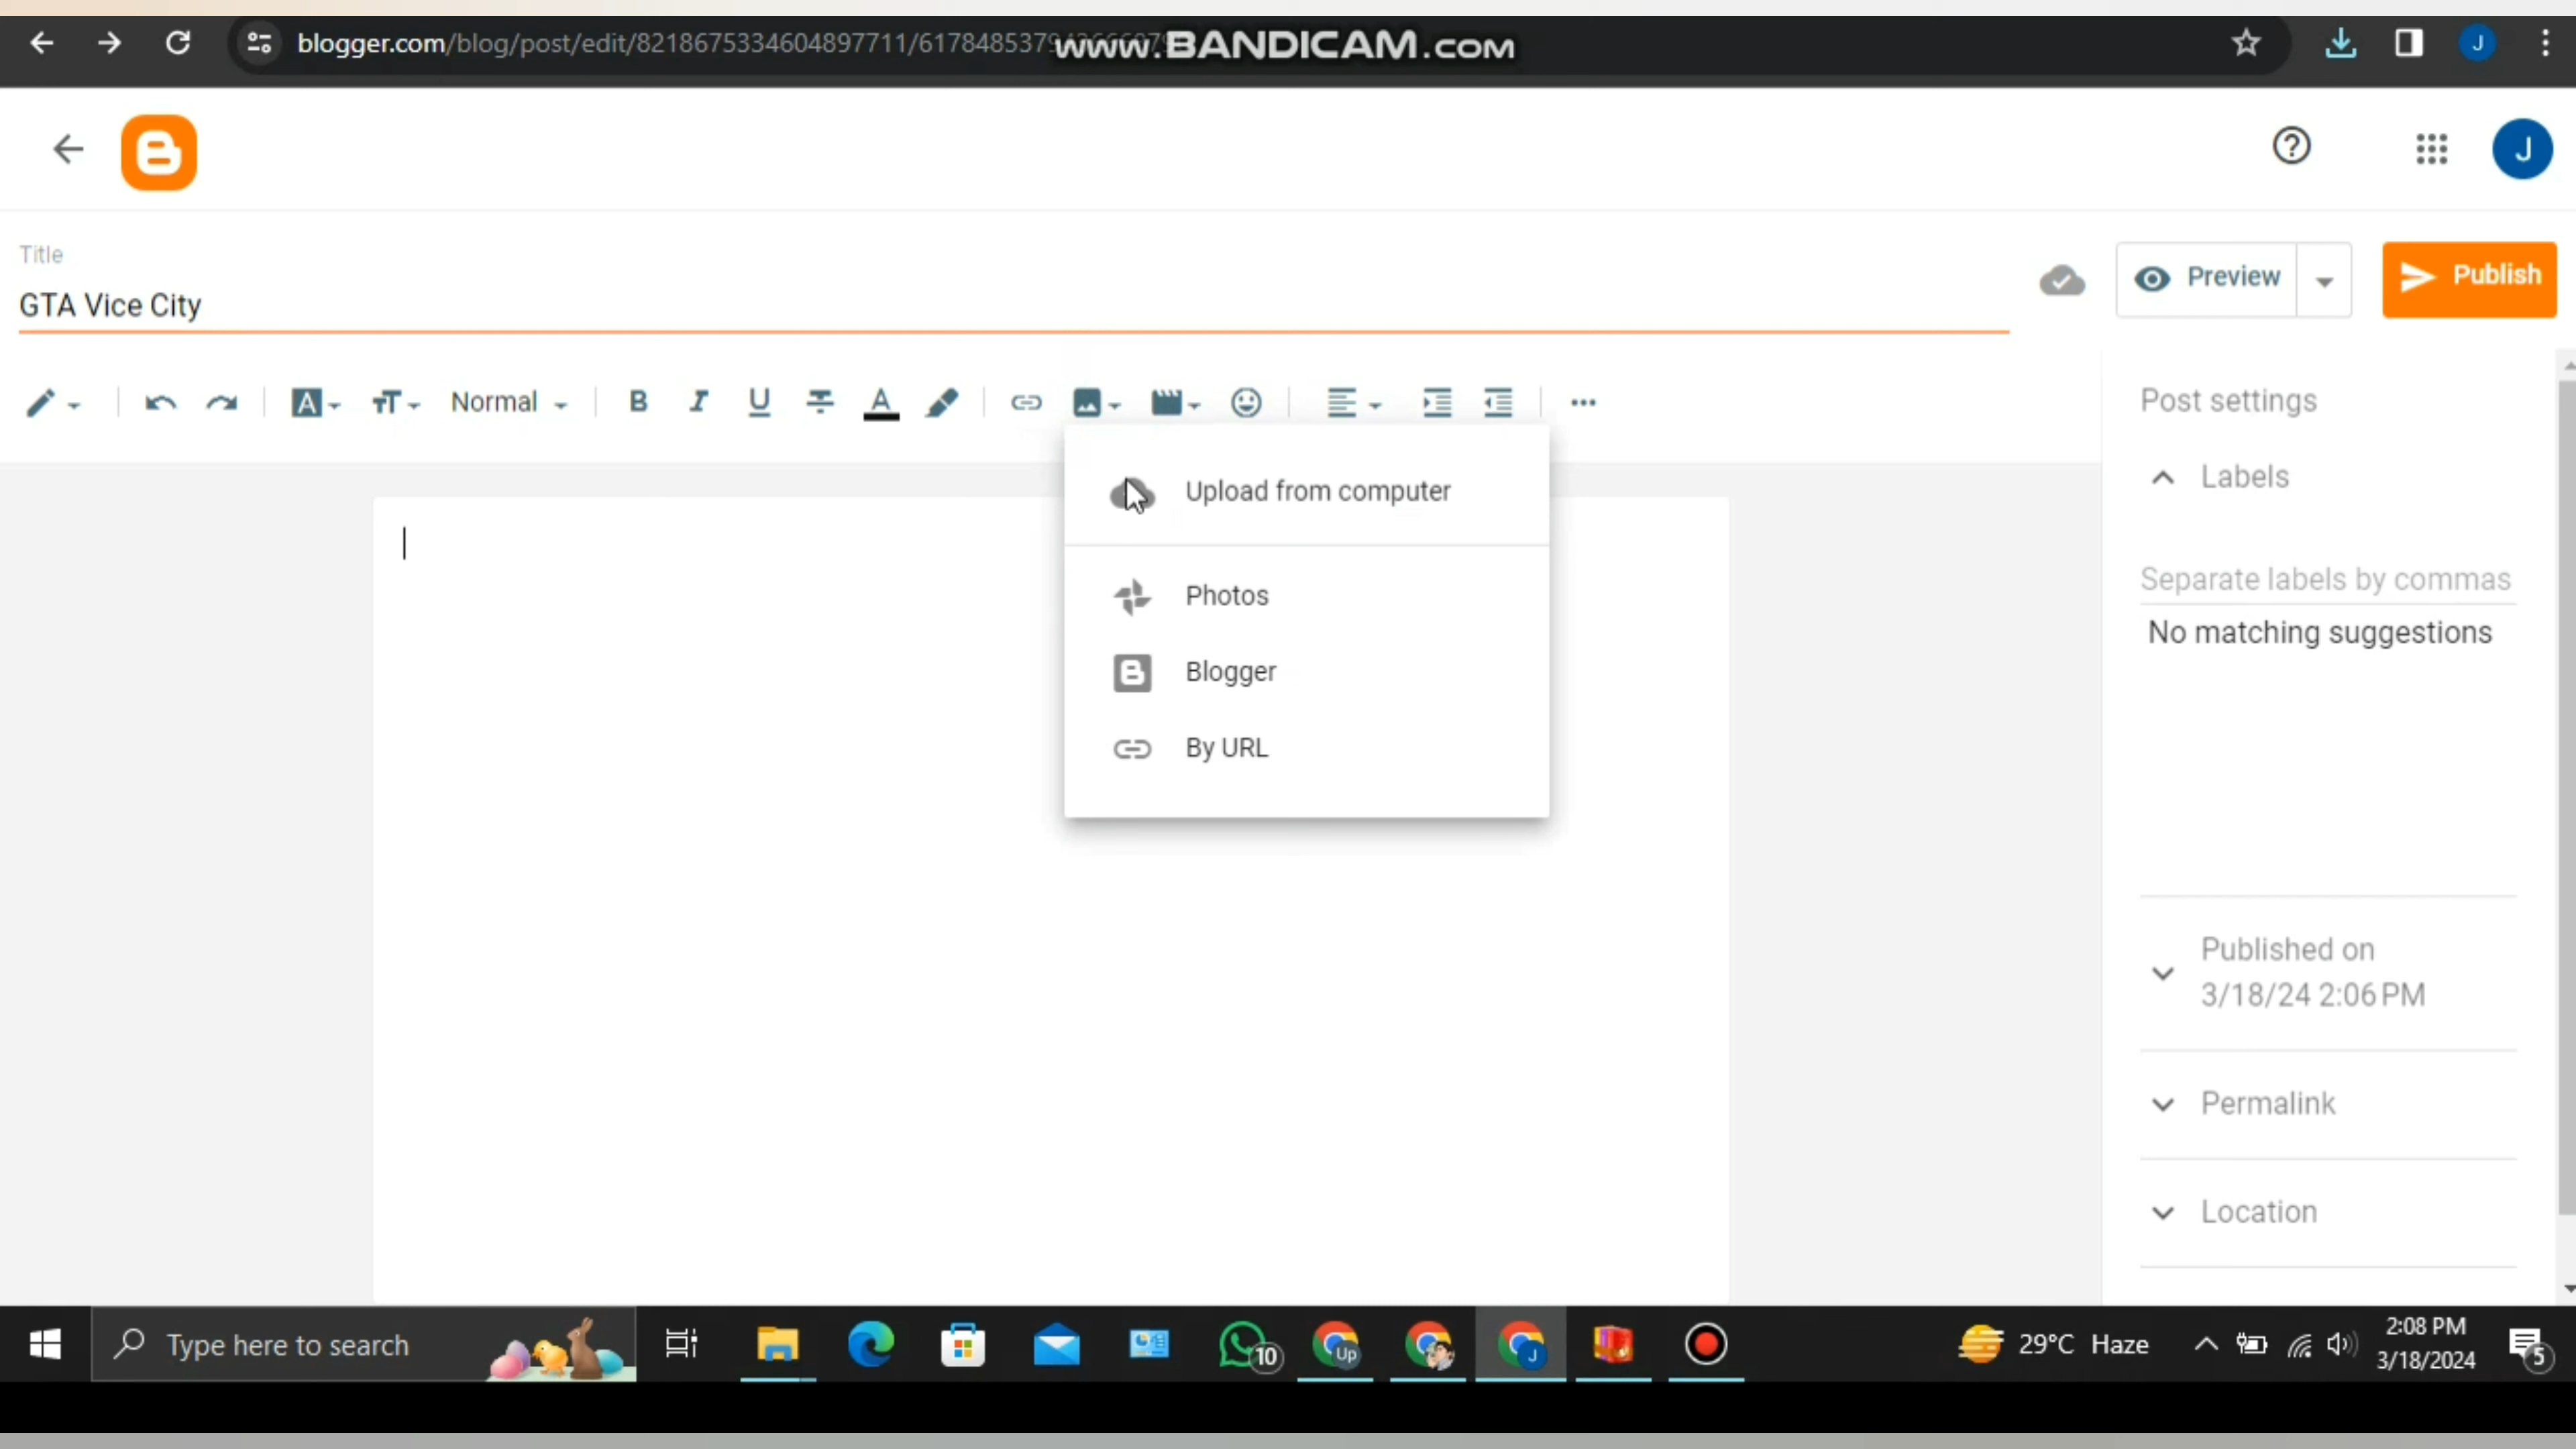 blogger.com/blog/post/edit/8218675334604897711/6178485379
www.BANDICAM.com
J
J
Title
GTA Vice City
Preview
Publish
Normal
B
I
U
A
Post settings
Labels
Upload from computer
Separate labels by commas
Photos
No matching suggestions
Blogger
By URL
Published on
3/18/24 2:06 PM
Permalink
Location
Type here to search
10
Up
J
29°C Haze
2:08 PM
3/18/2024
5